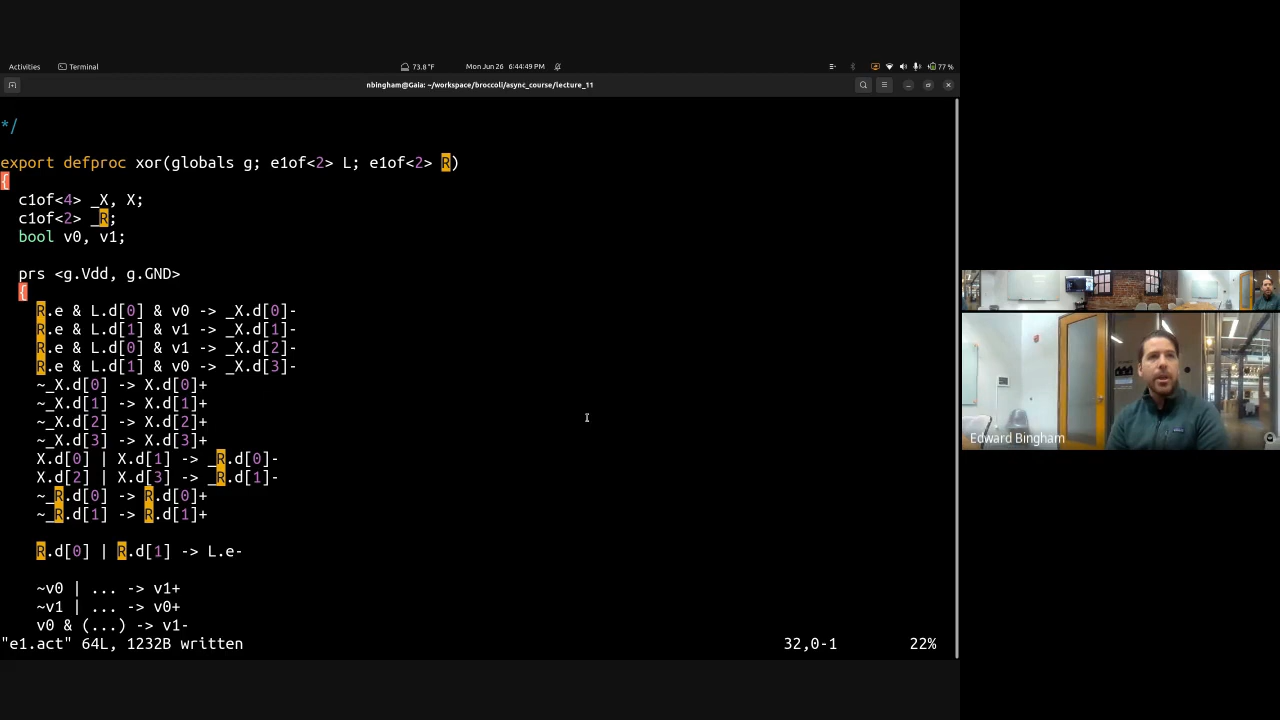 Activities
Terminal
73.8°F
Mon Jun 26 6:44:49 PM
77 %
nbingham@Gaia: ~/workspace/broccoli/async_course/lecture_11
*/
export defproc xor(globals g; e1of<2> L; e1of<2> R)
{
c1of<4> _X, X;
c1of<2> _R;
bool v0, v1;
prs <g.Vdd, g.GND>
{
R.e & L.d[0] & v0 -> _X.d[0]-
R.e & L.d[1] & v1 -> _X.d[1]-
R.e & L.d[0] & v1 -> _X.d[2]-
R.e & L.d[1] & v0 -> _X.d[3]-
~_X.d[0] -> X.d[0]+
~_X.d[1] -> X.d[1]+
~_X.d[2] -> X.d[2]+
~_X.d[3] -> X.d[3]+
X.d[0] | X.d[1] -> _R.d[0]-
X.d[2] | X.d[3] -> _R.d[1]-
~_R.d[0] -> R.d[0]+
~_R.d[1] -> R.d[1]+
R.d[0] | R.d[1] -> L.e-
~v0 | ... -> v1+
~v1 | ... -> v0+
v0 & (...) -> v1-
"e1.act" 64L, 1232B written
32,0-1
22%
Edward Bingham